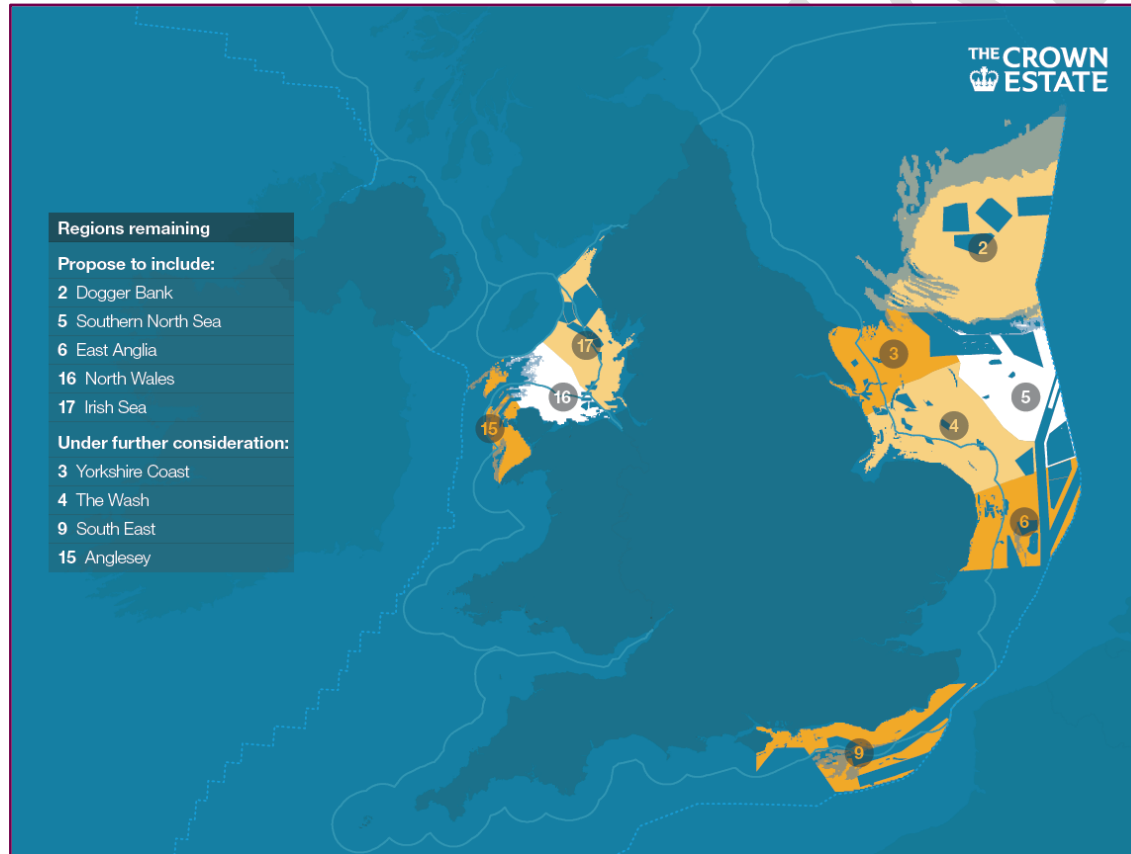 THE CROWN
ESTATE
Regions remaining
Propose to include:
2 Dogger Bank
5 Southern North Sea
6 East Anglia
16 North Wales
17 Irish Sea
Under further consideration:
3 Yorkshire Coast
4 The Wash
9 South East
15 Anglesey
2
3
17
16
5
15
4
6
9